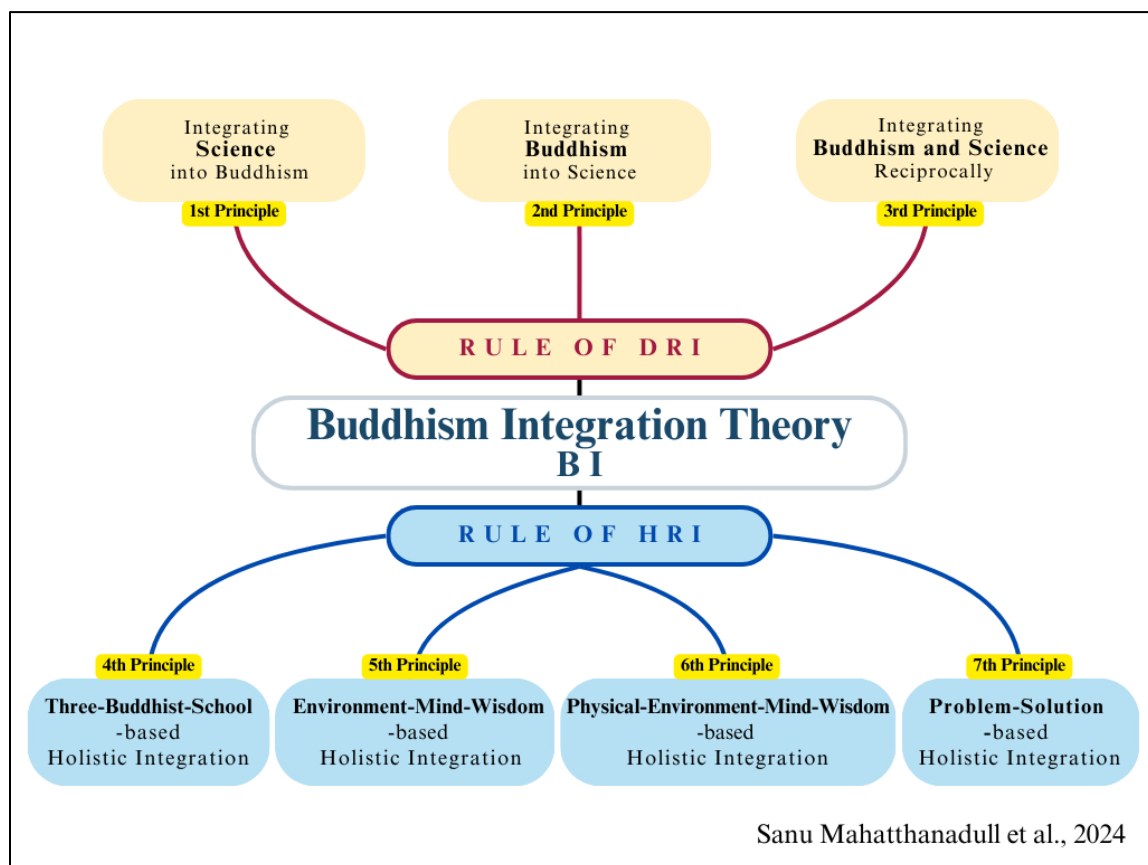 Integrating
Science
into Buddhism
1st Principle
Integrating
Buddhism
into Science
2nd Principle
Integrating
Buddhism and Science
Reciprocally
3rd Principle
RULE OF DRI
Buddhism Integration Theory
BI
RULE OF HRI
4th Principle
Three-Buddhist-School
-based
Holistic Integration
5th Principle
Environment-Mind-Wisdom
-based
Holistic Integration
6th Principle
Physical-Environment-Mind-Wisdom
-based
Holistic Integration
7th Principle
Problem-Solution
-based
Holistic Integration
Sanu Mahatthanadull et al., 2024